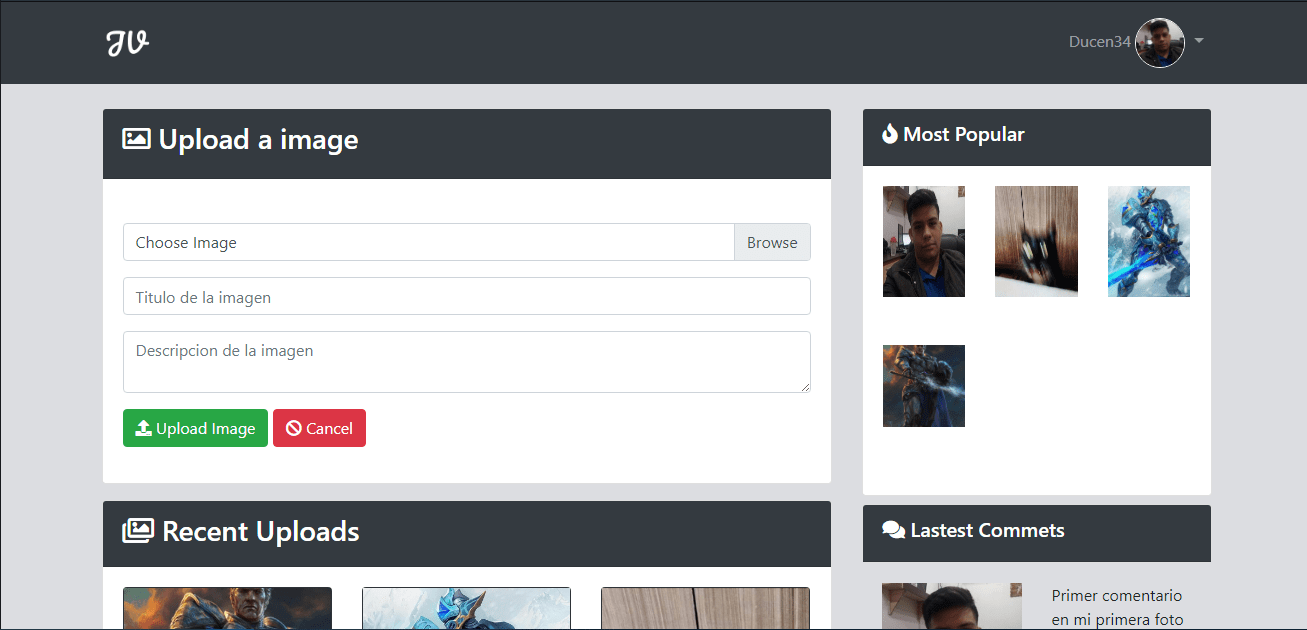 JV
Ducen34
Upload a image
Choose Image
Browse
Titulo de la imagen
Descripcion de la imagen
Upload Image
Cancel
Recent Uploads
Most Popular
Lastest Commets
Primer comentario
en mi primera foto